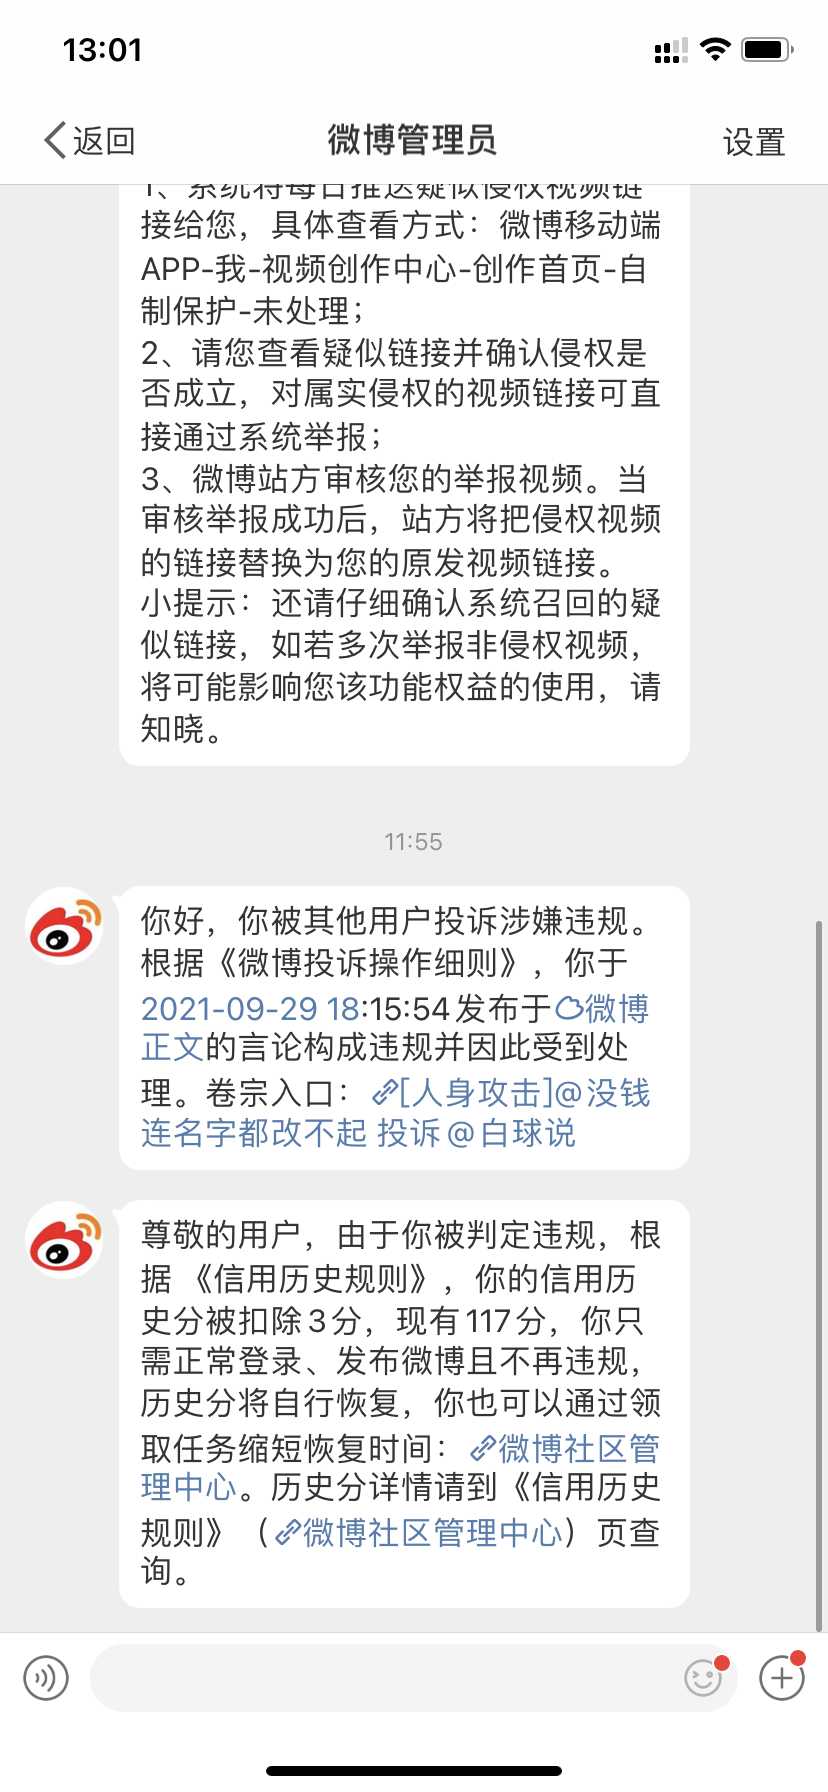 13:01
返回
微博管理员
设置
1、系统将每日推送疑似侵权视频链
接给您，具体查看方式：微博移动端
APP-我-视频创作中心-创作首页-自
制保护-未处理；
2、请您查看疑似链接并确认侵权是
否成立，对属实侵权的视频链接可直
接通过系统举报；
3、微博站方审核您的举报视频。当
审核举报成功后，站方将把侵权视频
的链接替换为您的原发视频链接。
小提示：还请仔细确认系统召回的疑
似链接，如若多次举报非侵权视频，
将可能影响您该功能权益的使用，请
知晓。
11:55
你好，你被其他用户投诉涉嫌违规。
根据《微博投诉操作细则》，你于
2021-09-29 18:15:54发布于微博
正文的言论构成违规并因此受到处
理。卷宗入口：[人身攻击]@没钱
连名字都改不起 投诉@白球说
尊敬的用户，由于你被判定违规，根
据《信用历史规则》，你的信用历
史分被扣除3分，现有117分，你只
需正常登录、发布微博且不再违规，
历史分将自行恢复，你也可以通过领
取任务缩短恢复时间：微博社区管
理中心。历史分详情请到《信用历史
规则》（微博社区管理中心）页查
询。